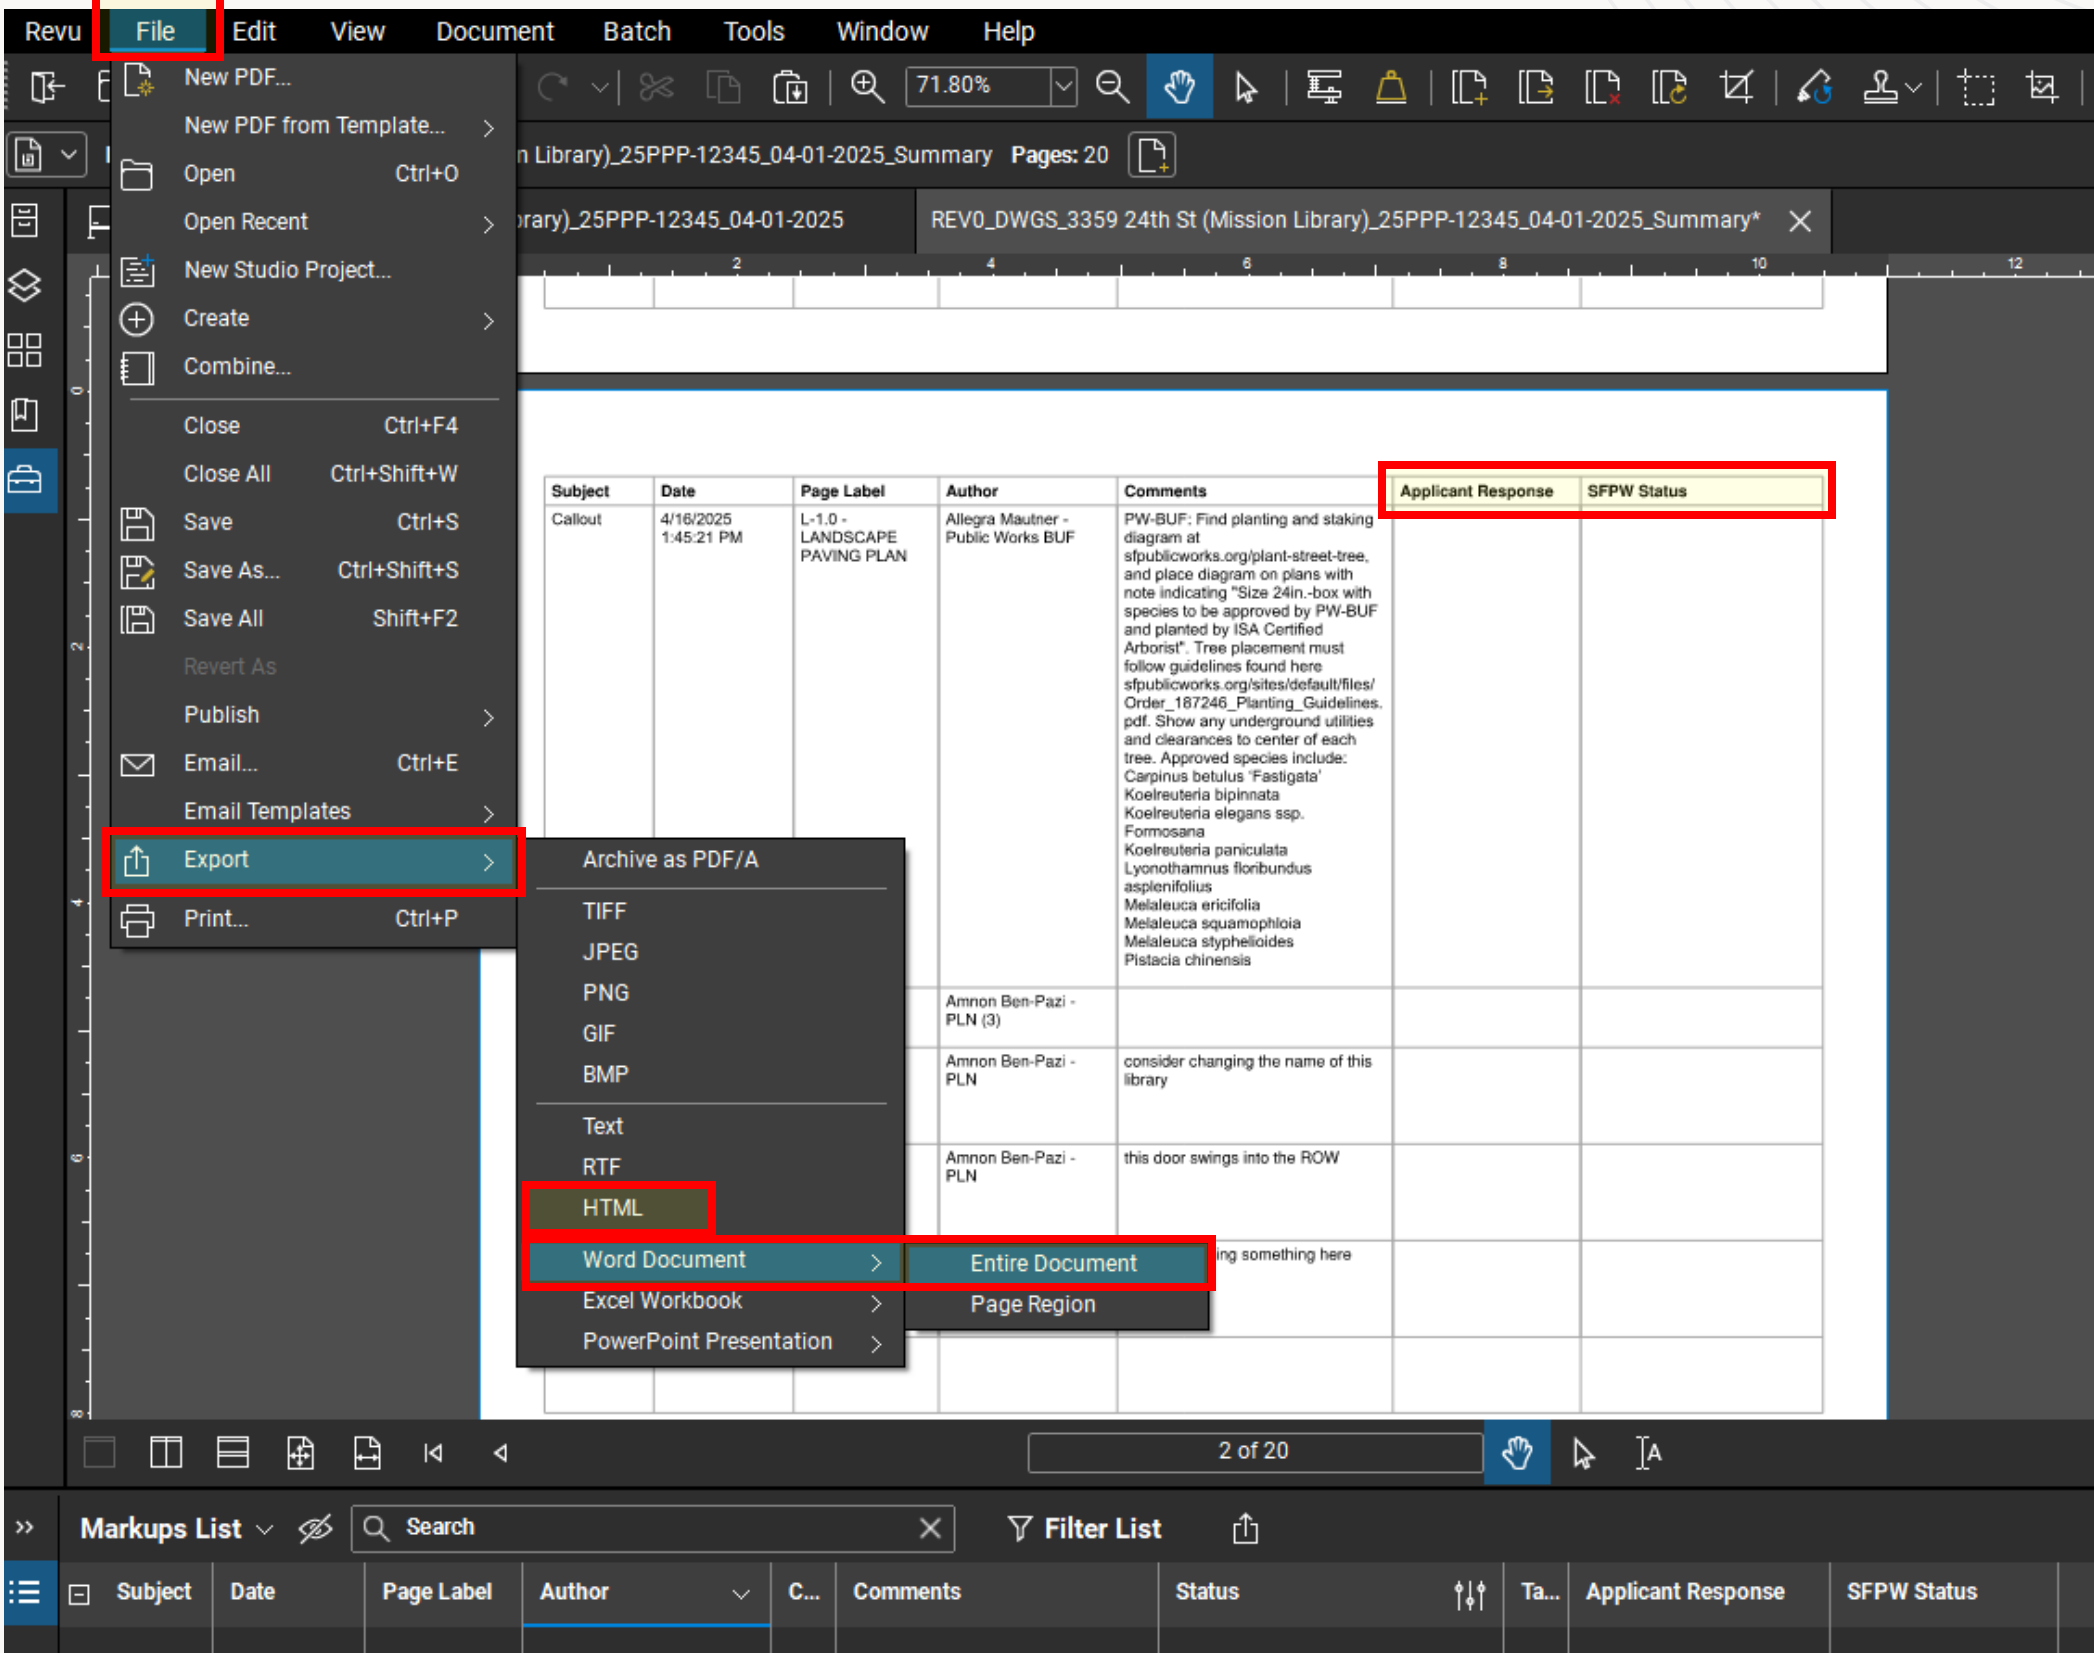 Revu File Edit View Document Batch Tools Window Help
New PDF...
71.80%
New PDF from Template...
n Library)_25PPP-12345_04-01-2025_Summary Pages: 20
Open Ctrl+O
Open Recent
rary)_25PPP-12345_04-01-2025
REV0_DWGS_3359 24th St (Mission Library)_25PPP-12345_04-01-2025_Summary*
New Studio Project...
2 4 6 8 10 12
Create
Combine...
Close Ctrl+F4
Close All Ctrl+Shift+W
Save Ctrl+S
Save As... Ctrl+Shift+S
Save All Shift+F2
Revert As
Publish
Email... Ctrl+E
Email Templates
Export
Print... Ctrl+P
0
2
4
6
8
Subject Date Page Label Author Comments Applicant Response SFPW Status
Callout
4/16/2025
1:45:21 PM
L-1.0 -
LANDSCAPE
PAVING PLAN
Allegra Mautner -
Public Works BUF
PW-BUF: Find planting and staking
diagram at
sfpublicworks.org/plant-street-tree,
and place diagram on plans with
note indicating "Size 24in.-box with
species to be approved by PW-BUF
and planted by ISA Certified
Arborist". Tree placement must
follow guidelines found here
sfpublicworks.org/sites/default/files/
Order_187246_Planting_Guidelines.
pdf. Show any underground utilities
and clearances to center of each
tree. Approved species include:
Carpinus betulus 'Fastigata'
Koelreuteria bipinnata
Koelreuteria elegans ssp.
Formosana
Koelreuteria paniculata
Lyonothamnus floribundus
asplenifolius
Melaleuca ericifolia
Melaleuca squamophloia
Melaleuca styphelioides
Pistacia chinensis
Amnon Ben-Pazi -
PLN (3)
Amnon Ben-Pazi -
PLN
consider changing the name of this
library
Amnon Ben-Pazi -
PLN
this door swings into the ROW
ing something here
Archive as PDF/A
TIFF
JPEG
PNG
GIF
BMP
Text
RTF
HTML
Word Document
Entire Document
Excel Workbook
Page Region
PowerPoint Presentation
2 of 20
Markups List Search Filter List
Subject Date Page Label Author C... Comments Status Ta... Applicant Response SFPW Status